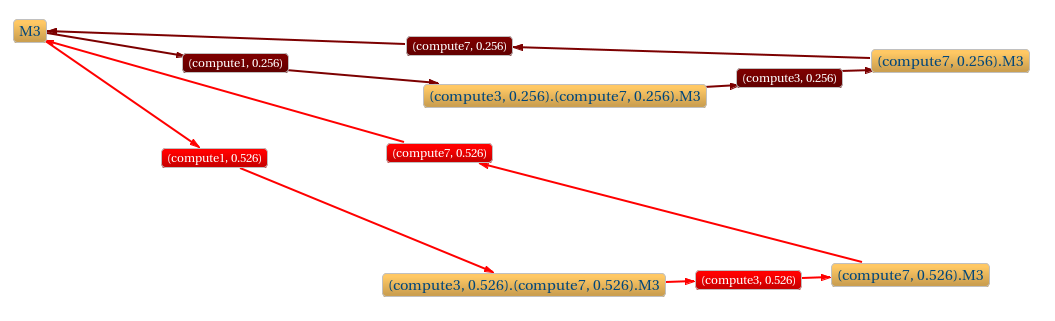 M3
(compute7, 0.256)
(compute1, 0.256)
(compute7, 0.256).M3
(compute3, 0.256)
(compute3, 0.256).(compute7, 0.256).M3
(compute1, 0.526)
(compute7, 0.526)
(compute3, 0.526).(compute7, 0.526).M3
(compute3, 0.526)
(compute7, 0.526).M3